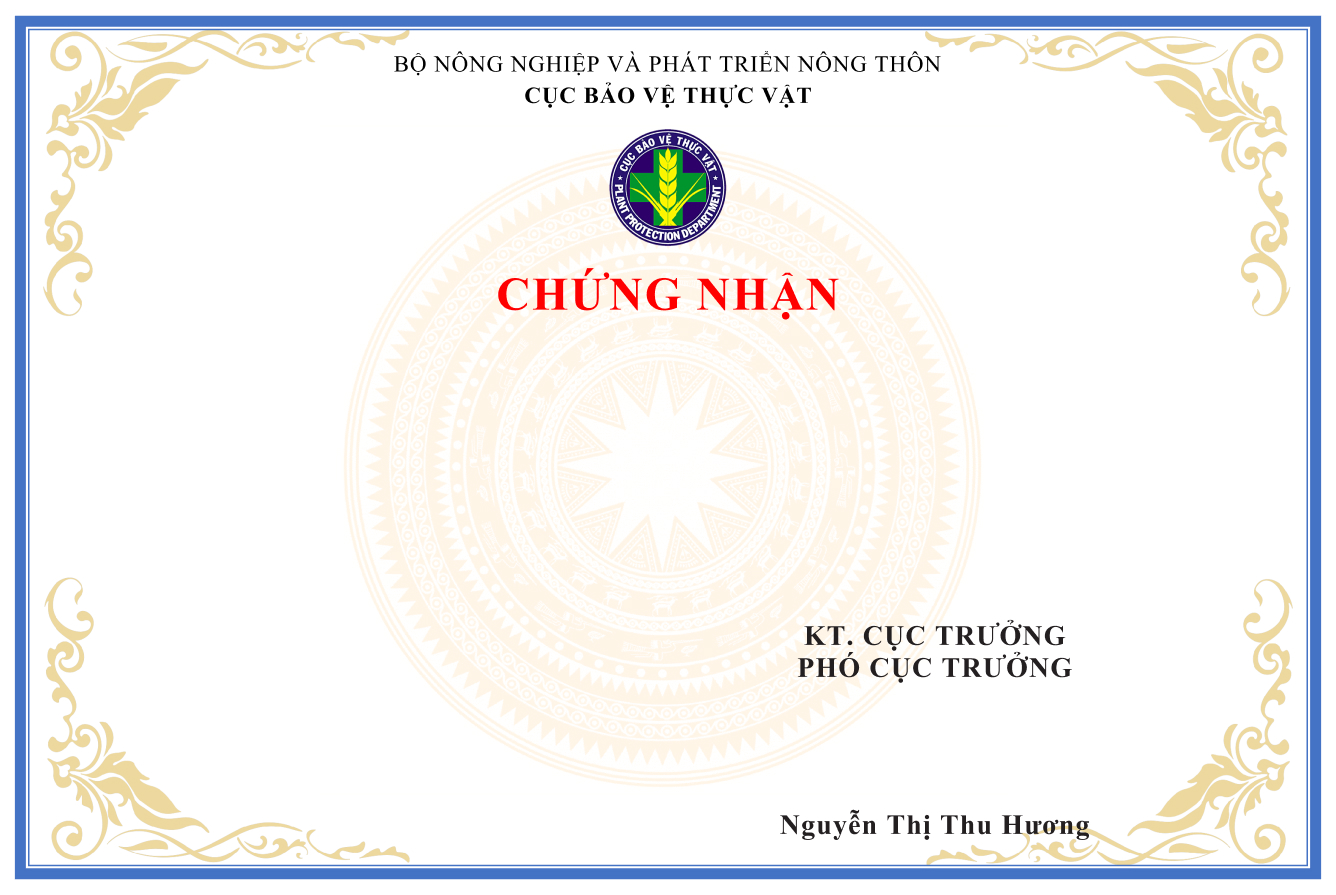 BỘ NÔNG NGHIỆP VÀ PHÁT TRIỂN NÔNG THÔN
CỤC BẢO VỆ THỰC VẬT
CỤC BẢO VỆ THỰC VẬT
PLANT PROTECTION DEPARTMENT
CHỨNG NHẬN
KT. CỤC TRƯỞNG
PHÓ CỤC TRƯỞNG
Nguyễn Thị Thu Hương